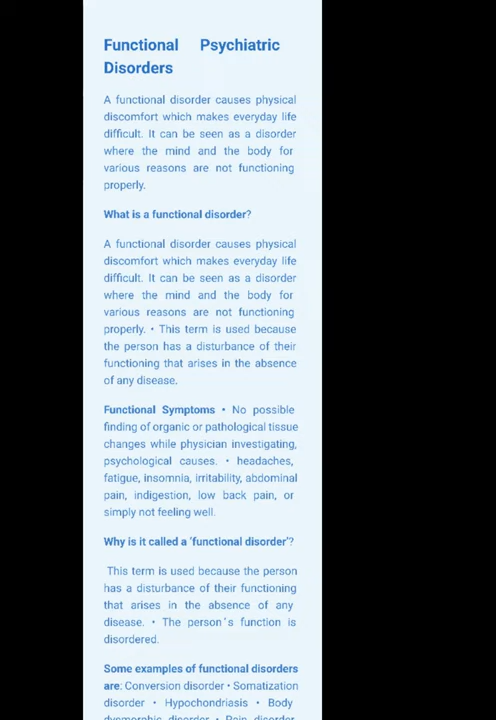 Functional Psychiatric
Disorders
A functional disorder causes physical
discomfort which makes everyday life
difficult. It can be seen as a disorder
where the mind and the body for
various reasons are not functioning
properly.
What is a functional disorder?
A functional disorder causes physical
discomfort which makes everyday life
difficult. It can be seen as a disorder
where the mind and the body for
various reasons are not functioning
properly. • This term is used because
the person has a disturbance of their
functioning that arises in the absence
of any disease.
Functional Symptoms • No possible
finding of organic or pathological tissue
changes while physician investigating,
psychological causes. • headaches,
fatigue, insomnia, irritability, abdominal
pain, indigestion, low back pain, or
simply not feeling well.
Why is it called a ‘functional disorder’?
This term is used because the person
has a disturbance of their functioning
that arises in the absence of any
disease. • The person´s function is
disordered.
Some examples of functional disorders
are: Conversion disorder • Somatization
disorder • Hypochondriasis • Body
dysmorphic disorder • Pain disorder